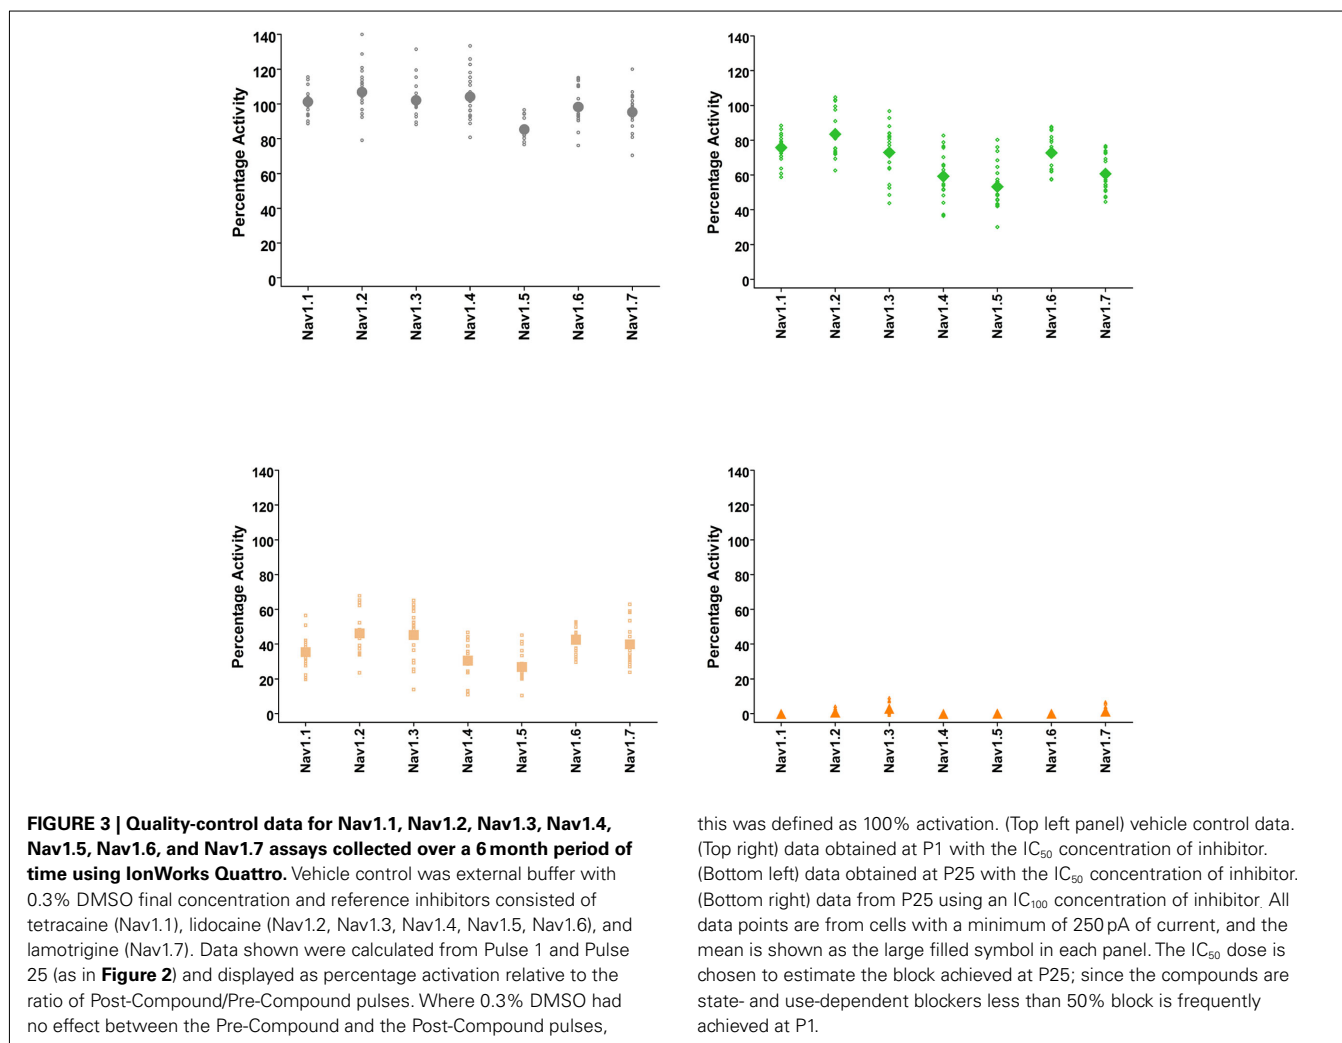 140
120
100
80
60
40
20
0
Percentage Activity
Nav1.1
Nav1.2
Nav1.3
Nav1.4
Nav1.5
Nav1.6
Nav1.7
140
120
100
80
60
40
20
0
Percentage Activity
Nav1.1
Nav1.2
Nav1.3
Nav1.4
Nav1.5
Nav1.6
Nav1.7
140
120
100
80
60
40
20
0
Percentage Activity
Nav1.1
Nav1.2
Nav1.3
Nav1.4
Nav1.5
Nav1.6
Nav1.7
140
120
100
80
60
40
20
0
Percentage Activity
Nav1.1
Nav1.2
Nav1.3
Nav1.4
Nav1.5
Nav1.6
Nav1.7
FIGURE 3 | Quality-control data for Nav1.1, Nav1.2, Nav1.3, Nav1.4,
Nav1.5, Nav1.6, and Nav1.7 assays collected over a 6 month period of
time using IonWorks Quattro. Vehicle control was external buffer with
0.3% DMSO final concentration and reference inhibitors consisted of
tetracaine (Nav1.1), lidocaine (Nav1.2, Nav1.3, Nav1.4, Nav1.5, Nav1.6), and
lamotrigine (Nav1.7). Data shown were calculated from Pulse 1 and Pulse
25 (as in Figure 2) and displayed as percentage activation relative to the
ratio of Post-Compound/Pre-Compound pulses. Where 0.3% DMSO had
no effect between the Pre-Compound and the Post-Compound pulses,
this was defined as 100% activation. (Top left panel) vehicle control data.
(Top right) data obtained at P1 with the IC50 concentration of inhibitor.
(Bottom left) data obtained at P25 with the IC50 concentration of inhibitor.
(Bottom right) data from P25 using an IC100 concentration of inhibitor. All
data points are from cells with a minimum of 250 pA of current, and the
mean is shown as the large filled symbol in each panel. The IC50 dose is
chosen to estimate the block achieved at P25; since the compounds are
state- and use-dependent blockers less than 50% block is frequently
achieved at P1.